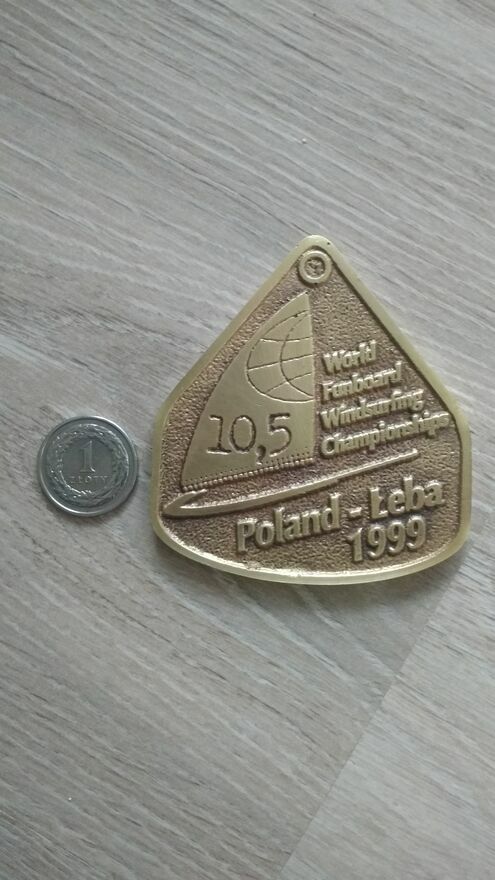 World
Funboard
Windsurfing
Championships
10,5
Poland - Łeba
1999
1
ZŁOTY